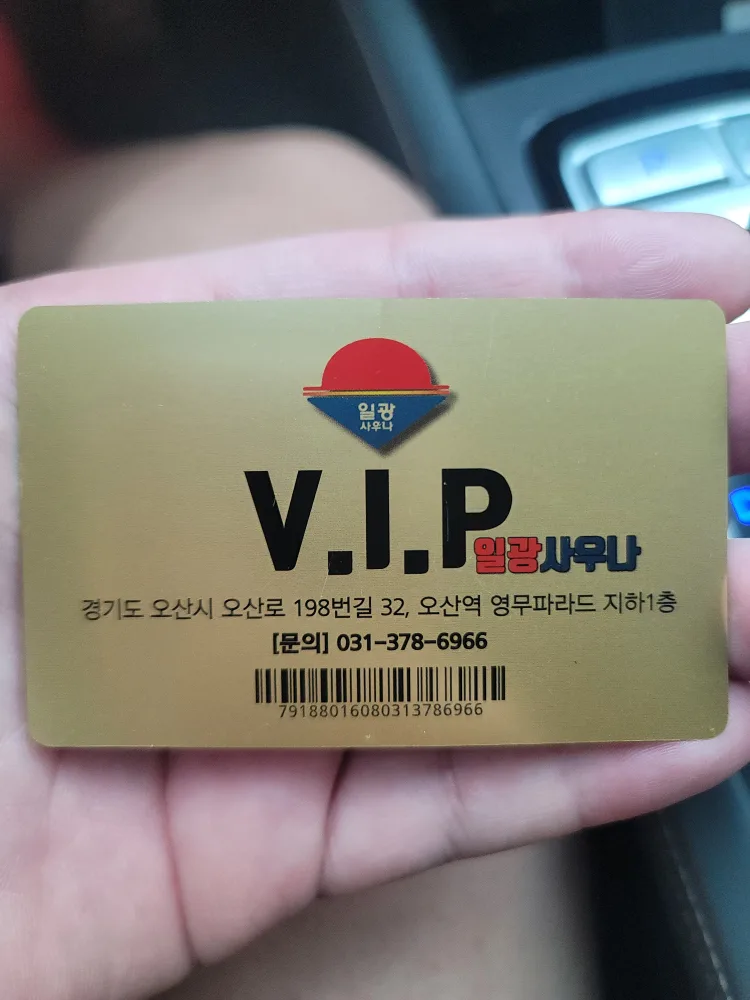 일광
사우나
V.I.P 일광사우나
경기도 오산시 오산로 198번길 32, 오산역 영무파라드 지하1층
[문의] 031-378-6966
79188016080313786966